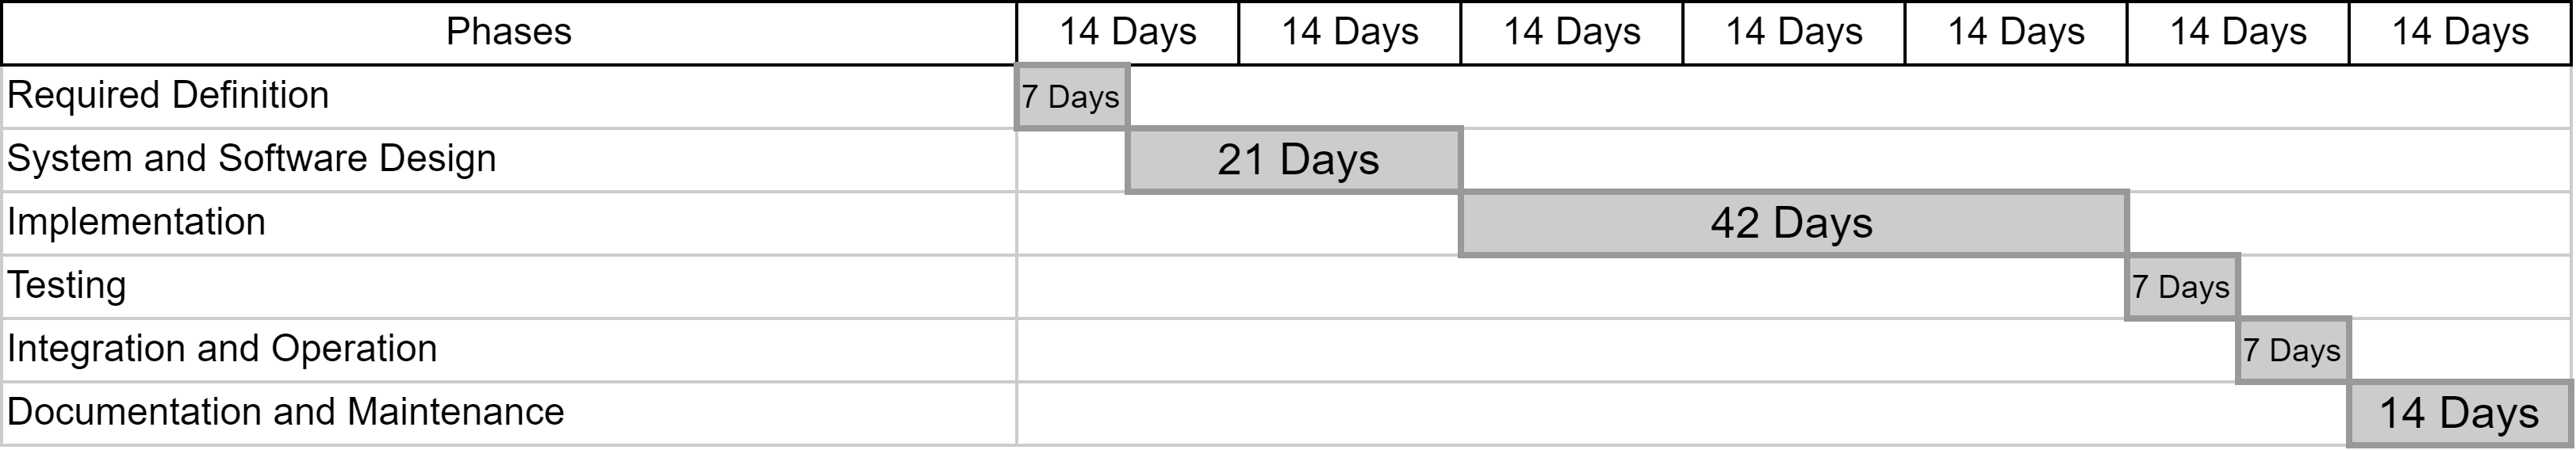 Phases 14 Days 14 Days 14 Days 14 Days 14 Days 14 Days 14 Days
Required Definition 7 Days
System and Software Design 21 Days
Implementation 42 Days
Testing 7 Days
Integration and Operation 7 Days
Documentation and Maintenance 14 Days